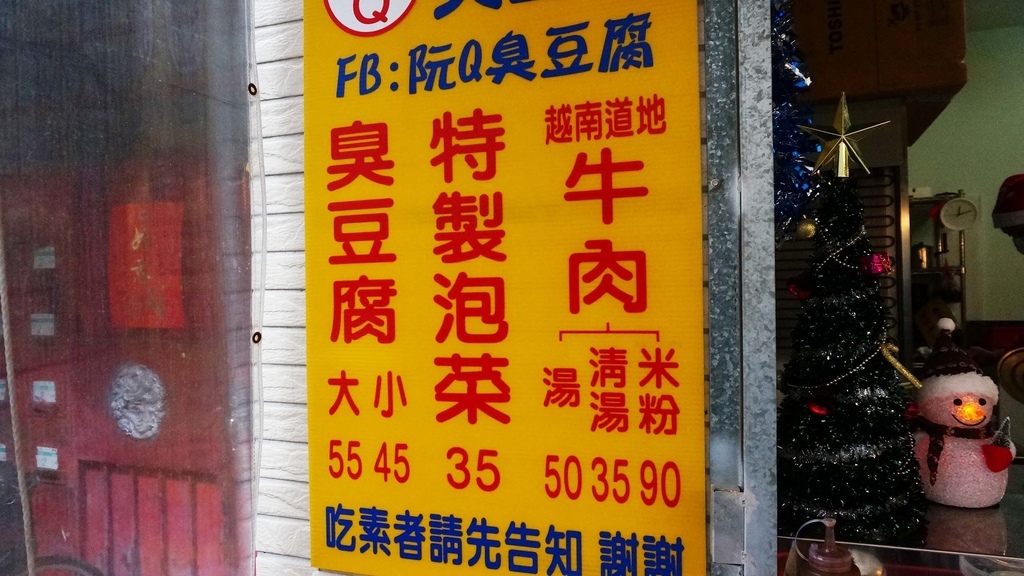 Q
FB:阮Q臭豆腐
臭豆腐
大 小
55 45
特製泡菜
35
越南道地
牛肉
湯 清湯 米粉
50 35 90
吃素者請先告知 謝謝
TOSHI